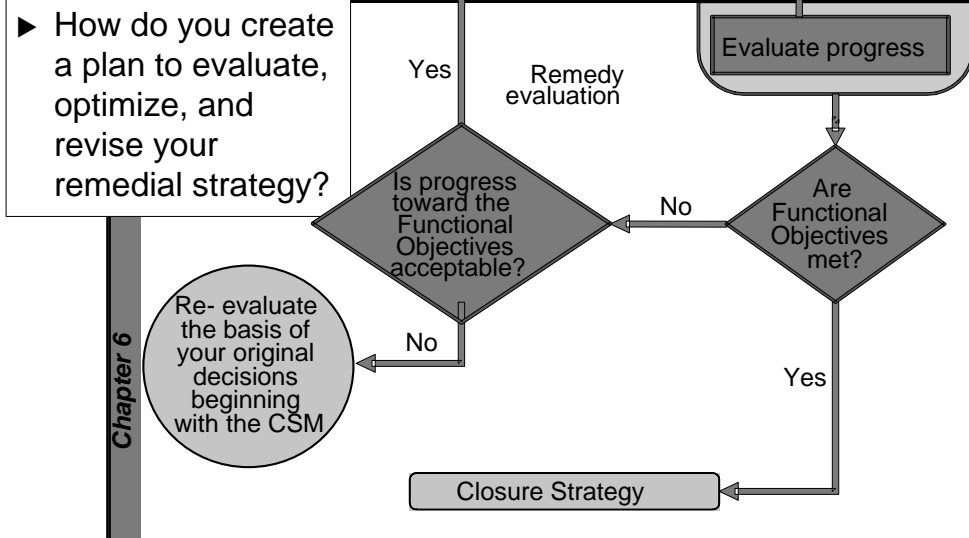 ► How do you create
a plan to evaluate,
optimize, and
revise your
remedial strategy?
Evaluate progress
Yes
Remedy
evaluation
Is progress
toward the
Functional
Objectives
acceptable?
No
Are
Functional
Objectives
met?
Re- evaluate
the basis of
your original
decisions
beginning
with the CSM
No
Yes
Chapter 6
Closure Strategy